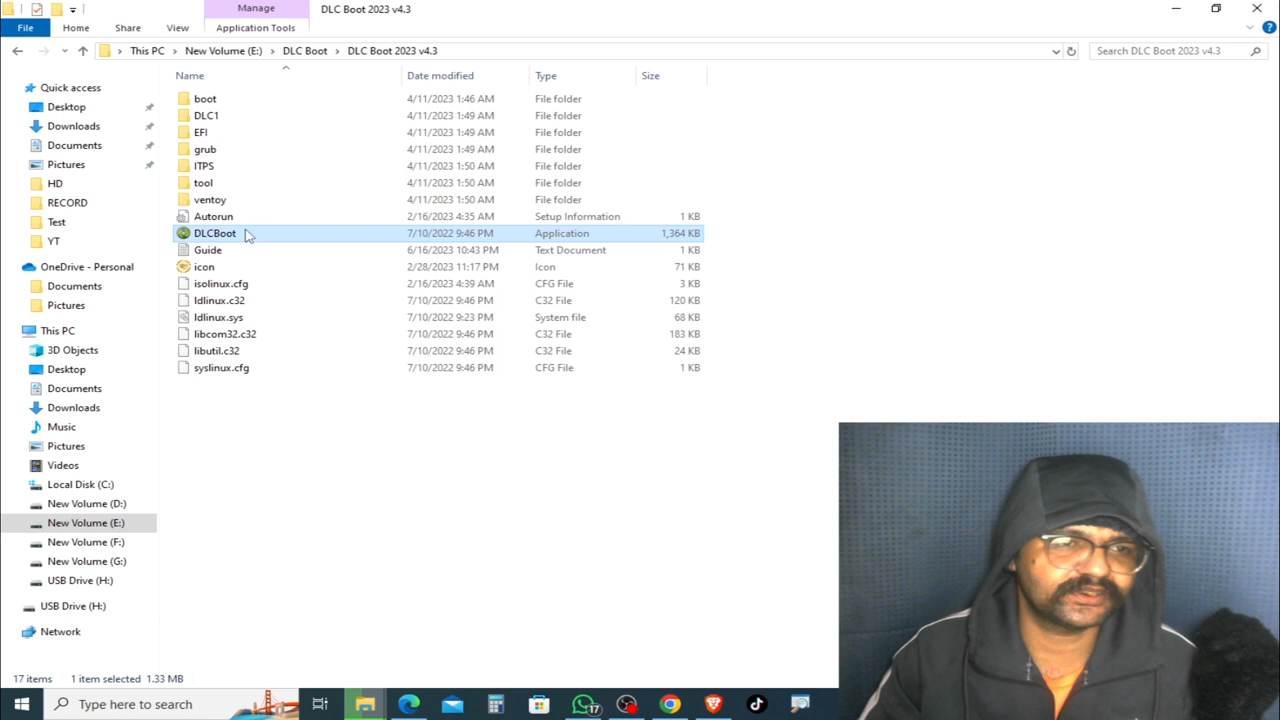 Manage
DLC Boot 2023 v4.3
File
Home
Share
View
Application Tools
This PC
New Volume (E:)
DLC Boot
DLC Boot 2023 v4.3
Search DLC Boot 2023 v4.3
Name
Date modified
Type
Size
boot 4/11/2023 1:46 AM File folder
DLC1 4/11/2023 1:49 AM File folder
EFI 4/11/2023 1:49 AM File folder
grub 4/11/2023 1:49 AM File folder
ITPS 4/11/2023 1:50 AM File folder
tool 4/11/2023 1:50 AM File folder
ventoy 4/11/2023 1:50 AM File folder
Autorun 2/16/2023 4:35 AM Setup Information 1 KB
DLCBoot 7/10/2022 9:46 PM Application 1,364 KB
Guide 6/16/2023 10:43 PM Text Document 1 KB
icon 2/28/2023 11:17 PM Icon 71 KB
isolinux.cfg 2/16/2023 4:39 AM CFG File 3 KB
ldlinux.c32 7/10/2022 9:46 PM C32 File 120 KB
ldlinux.sys 7/10/2022 9:23 PM System file 68 KB
libcom32.c32 7/10/2022 9:46 PM C32 File 183 KB
libutil.c32 7/10/2022 9:46 PM C32 File 24 KB
syslinux.cfg 7/10/2022 9:46 PM CFG File 1 KB
Quick access
Desktop
Downloads
Documents
Pictures
HD
RECORD
Test
YT
OneDrive - Personal
Documents
Pictures
This PC
3D Objects
Desktop
Documents
Downloads
Music
Pictures
Videos
Local Disk (C:)
New Volume (D:)
New Volume (E:)
New Volume (F:)
New Volume (G:)
USB Drive (H:)
USB Drive (H:)
Network
17 items
1 item selected 1.33 MB
Type here to search
17